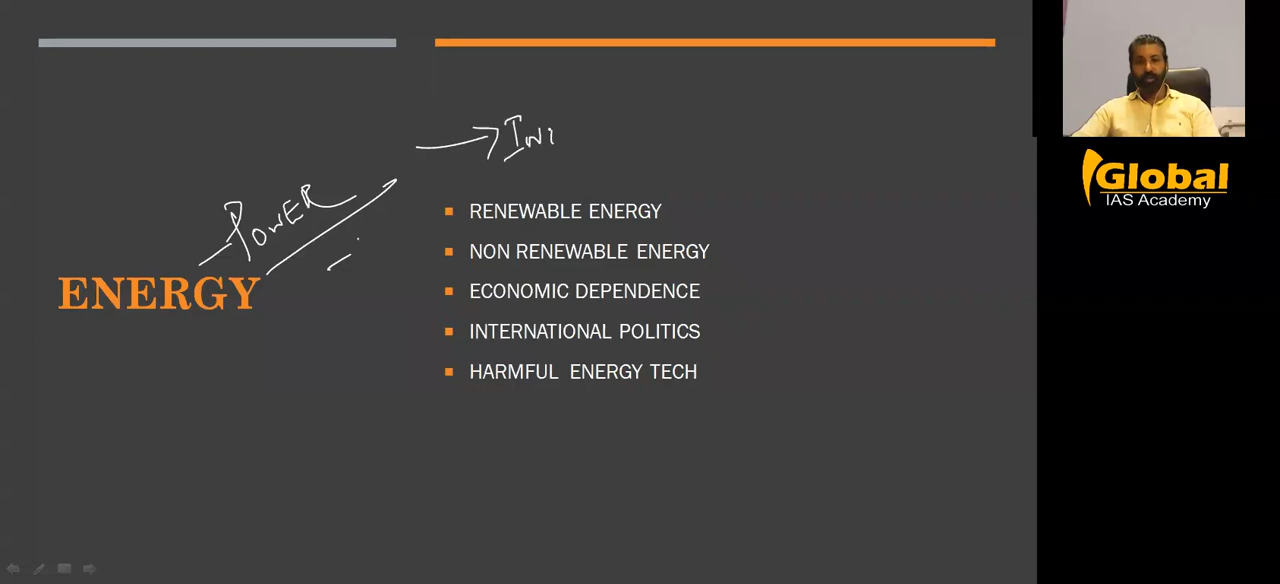 POWER
ENERGY
RENEWABLE ENERGY
NON RENEWABLE ENERGY
ECONOMIC DEPENDENCE
INTERNATIONAL POLITICS
HARMFUL ENERGY TECH
Global
IAS Academy